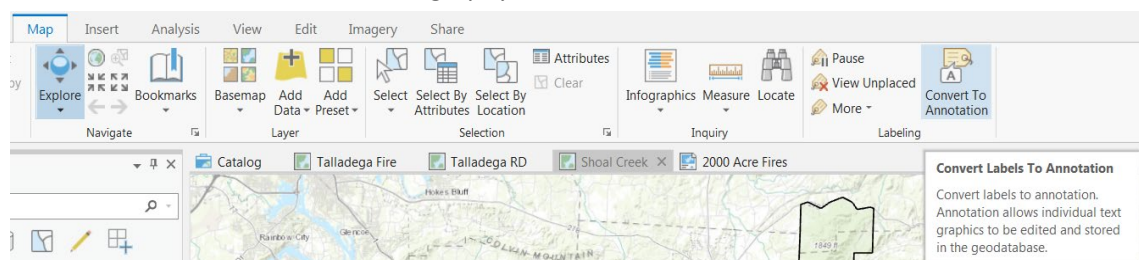 Map Insert Analysis View Edit Imagery Share
Explore
Bookmarks
Navigate
Basemap
Add Data
Add Preset
Layer
Select
Select By Attributes
Select By Location
Attributes
Clear
Selection
Infographics
Measure
Locate
Inquiry
Pause
View Unplaced
More
Convert To Annotation
Labeling
Catalog Talladega Fire Talladega RD Shoal Creek 2000 Acre Fires
Hokes Bluff
Rainbow City Glencoe
COLVIN MOUNTAIN
1849 ft
Convert Labels To Annotation
Convert labels to annotation.
Annotation allows individual text
graphics to be edited and stored
in the geodatabase.